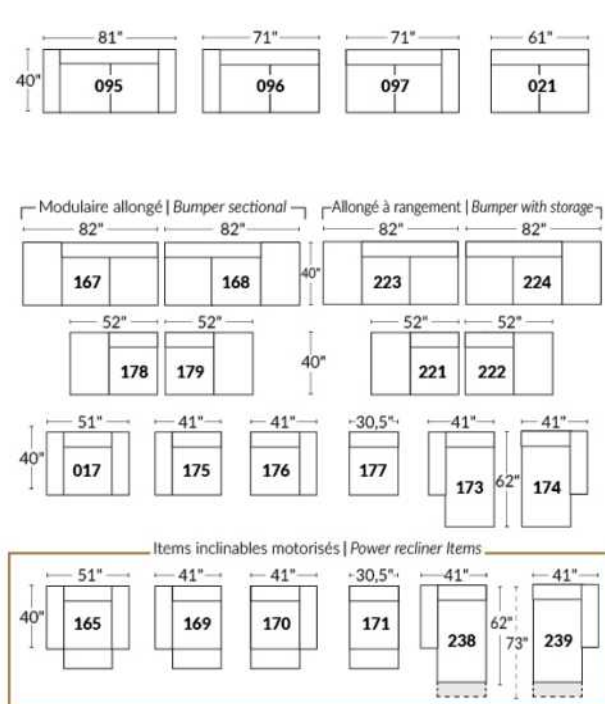 81" 71" 71" 61"
40" 095 096 097 021
Modulaire allongé | Bumper sectional Allongé à rangement | Bumper with storage
82" 82" 82" 82"
167 168 40" 223 224
52" 52" 52" 52"
178 179 40" 221 222
51" 41" 41" 30,5" 41" 41"
40" 017 175 176 177 173 62" 174
Items inclinables motorisés | Power recliner Items
51" 41" 41" 30,5" 41" 41"
40" 165 169 170 171 238 62" 73" 239